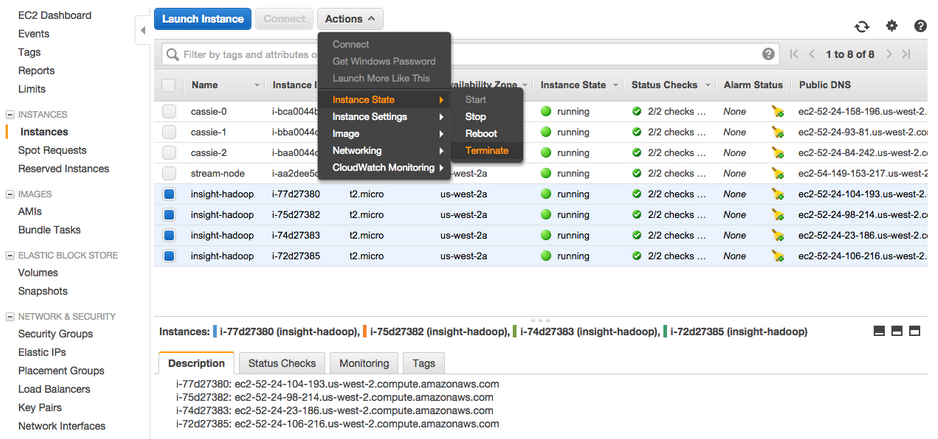 EC2 Dashboard
Events
Tags
Reports
Limits
INSTANCES
Instances
Spot Requests
Reserved Instances
IMAGES
AMIs
Bundle Tasks
ELASTIC BLOCK STORE
Volumes
Snapshots
NETWORK & SECURITY
Security Groups
Elastic IPs
Placement Groups
Load Balancers
Key Pairs
Network Interfaces
Launch Instance Connect Actions
Filter by tags and attributes o 1 to 8 of 8
Connect
Get Windows Password
Launch More Like This
Instance State
Instance Settings
Image
Networking
CloudWatch Monitoring
Start
Stop
Reboot
Terminate
Name Instance I vailability Zone Instance State Status Checks Alarm Status Public DNS
cassie-0 i-bca0044b running 2/2 checks ... None ec2-52-24-158-196.us-west-2
cassie-1 i-bba0044c running 2/2 checks ... None ec2-52-24-93-81.us-west-2.com
cassie-2 i-baa0044d running 2/2 checks ... None ec2-52-24-84-242.us-west-2.co
stream-node i-aa2dee5c us-west-2a running 2/2 checks ... None ec2-54-149-153-217.us-west-2
insight-hadoop i-77d27380 t2.micro us-west-2a running 2/2 checks ... None ec2-52-24-104-193.us-west-2
insight-hadoop i-75d27382 t2.micro us-west-2a running 2/2 checks ... None ec2-52-24-98-214.us-west-2.co
insight-hadoop i-74d27383 t2.micro us-west-2a running 2/2 checks ... None ec2-52-24-23-186.us-west-2.co
insight-hadoop i-72d27385 t2.micro us-west-2a running 2/2 checks ... None ec2-52-24-106-216.us-west-2
Instances: i-77d27380 (insight-hadoop), i-75d27382 (insight-hadoop), i-74d27383 (insight-hadoop), i-72d27385 (insight-hadoop)
Description Status Checks Monitoring Tags
i-77d27380: ec2-52-24-104-193.us-west-2.compute.amazonaws.com
i-75d27382: ec2-52-24-98-214.us-west-2.compute.amazonaws.com
i-74d27383: ec2-52-24-23-186.us-west-2.compute.amazonaws.com
i-72d27385: ec2-52-24-106-216.us-west-2.compute.amazonaws.com